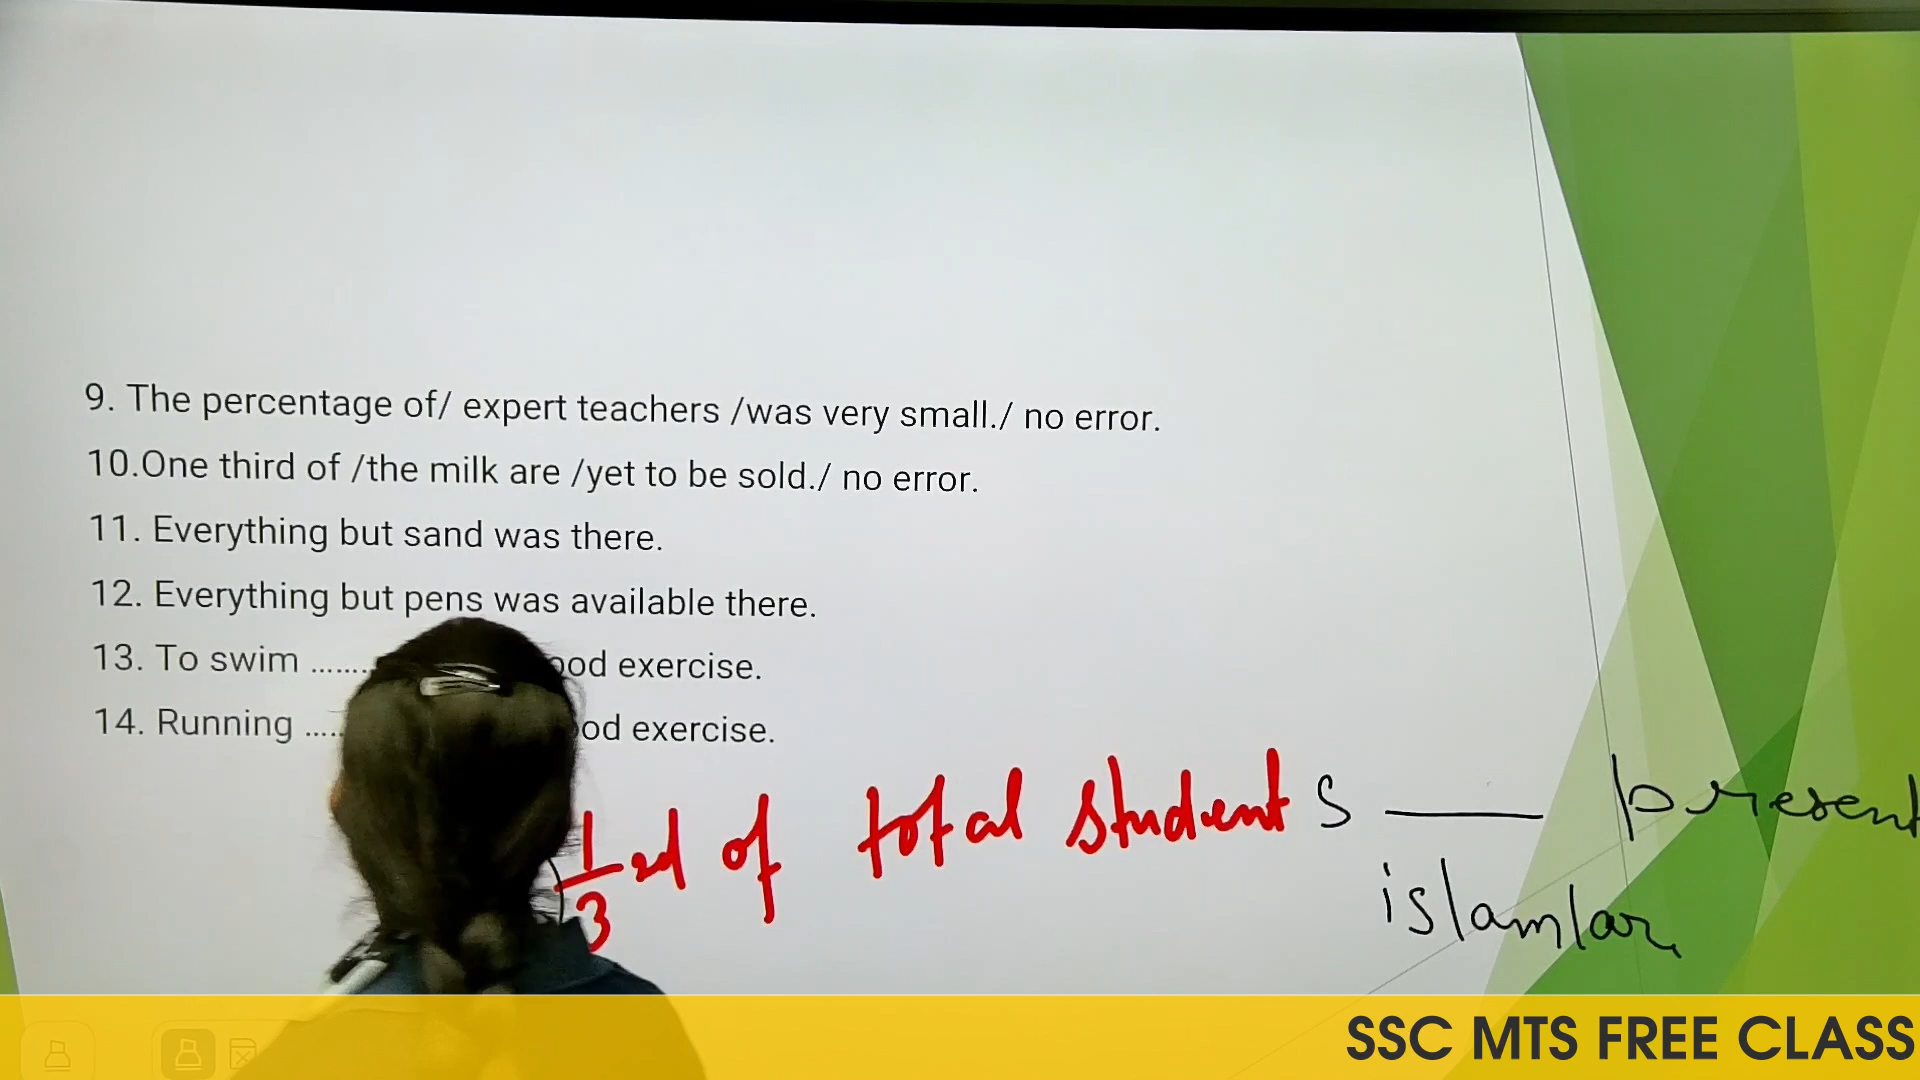 9. The percentage of/ expert teachers /was very small./ no error.
10.One third of /the milk are /yet to be sold./ no error.
11. Everything but sand was there.
12. Everything but pens was available there.
13. To swim ....... ood exercise.
14. Running ..... od exercise.
1/3rd of total students ____ present
is/am/are
SSC MTS FREE CLASS